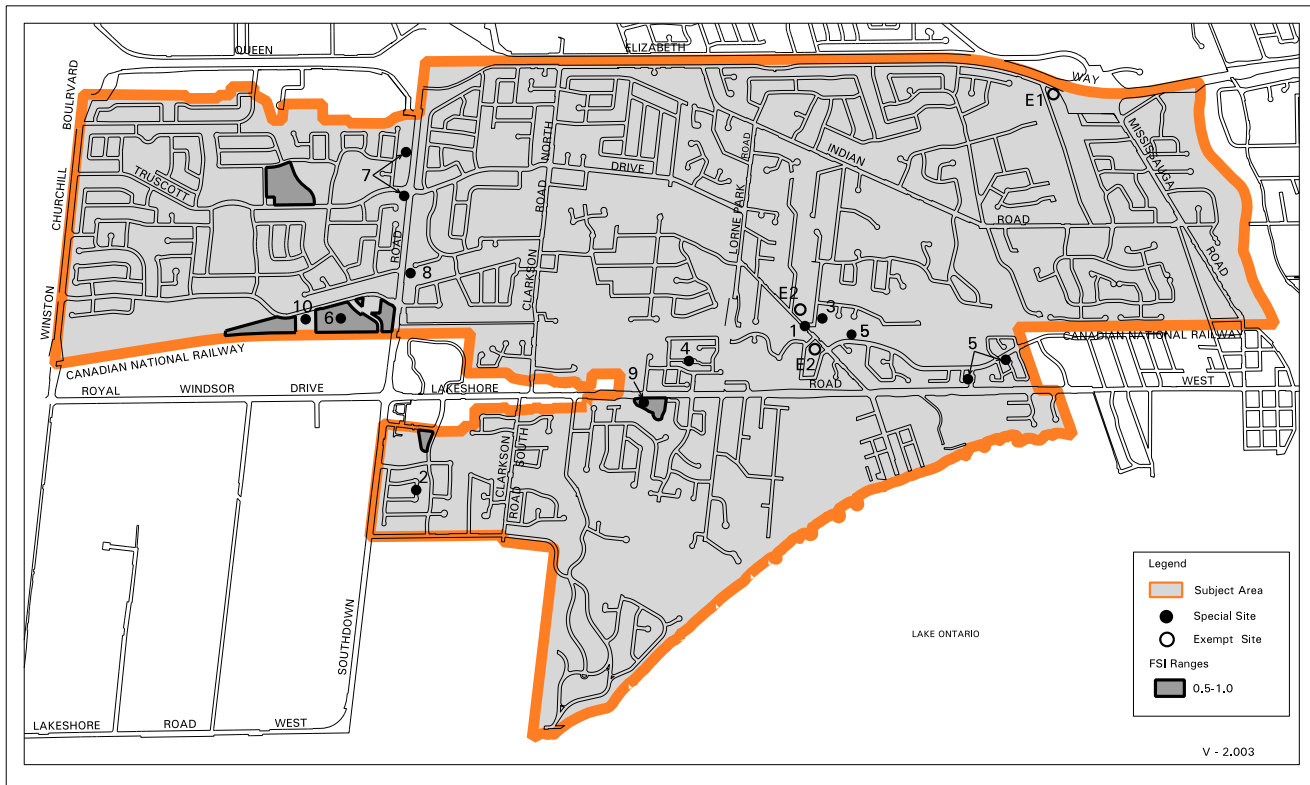 QUEEN
ELIZABETH
WAY
E1
BOULRVARD
CHURCHILL
WINSTON
TRUSCOTT
7
ROAD
8
NORTH
ROAD
CLARKSON
DRIVE
ROAD
LORNE PARK
INDIAN
ROAD
MISSISSAUGA
ROAD
10
6
E2
3
1
5
E2
4
5
9
CANADIAN NATIONAL RAILWAY
CANADIAN NATIONAL RAILWAY
ROYAL WINDSOR DRIVE
LAKESHORE ROAD WEST
CLARKSON
ROAD SOUTH
2
SOUTHDOWN
LAKESHORE ROAD WEST
LAKE ONTARIO
Legend
Subject Area
Special Site
Exempt Site
FSI Ranges
0.5-1.0
V - 2.003